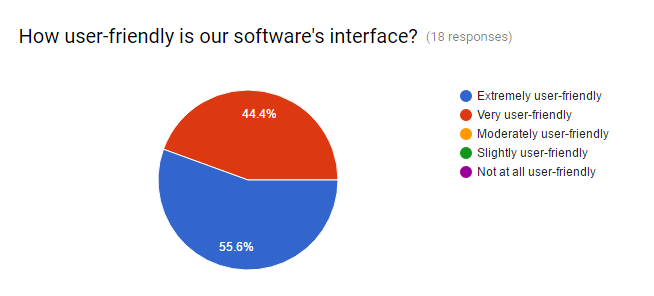 How user-friendly is our software's interface? (18 responses)
44.4%
55.6%
Extremely user-friendly
Very user-friendly
Moderately user-friendly
Slightly user-friendly
Not at all user-friendly